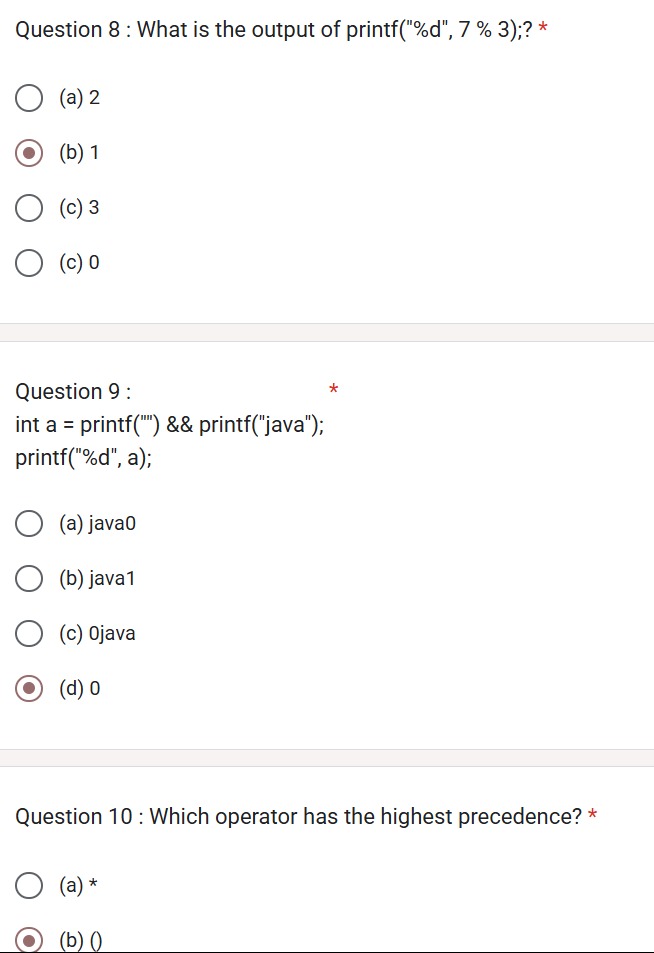 Question 8 : What is the output of printf("%d", 7 % 3);? *
(a) 2
(b) 1
(c) 3
(c) 0
Question 9 : *
int a = printf("") && printf("java");
printf("%d", a);
(a) java0
(b) java1
(c) 0java
(d) 0
Question 10 : Which operator has the highest precedence? *
(a) *
(b) ()